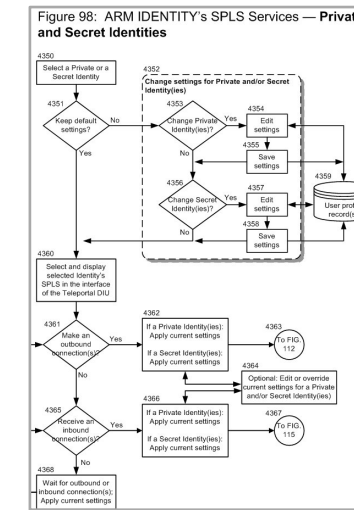 Figure 98: ARM IDENTITY's SPLS Services — Privat
and Secret Identities
4350
Select a Private or a
Secret Identity
4351
Keep default
settings?
No
Yes
4352
Change settings for Private and/or Secret
Identity(ies)
4353
Change Private
Identity(ies)?
Yes
4354
Edit
settings
4355
Save
settings
No
4356
Change Secret
Identity(ies)?
Yes
4357
Edit
settings
4358
Save
settings
No
4359
User prof
record(s
4360
Select and display
selected Identity's
SPLS in the interface
of the Teleportal DIU
4361
Make an
outbound
connection(s)?
Yes
No
4362
If a Private Identity(ies):
Apply current settings
If a Secret Identity(ies):
Apply current settings
4363
To FIG.
112
4364
Optional: Edit or override
current settings for a Private
and/or Secret Identity(ies)
4365
Receive an
inbound
connection(s)?
Yes
No
4366
If a Private Identity(ies):
Apply current settings
If a Secret Identity(ies):
Apply current settings
4367
To FIG.
115
4368
Wait for outbound or
inbound connection(s);
Apply current settings